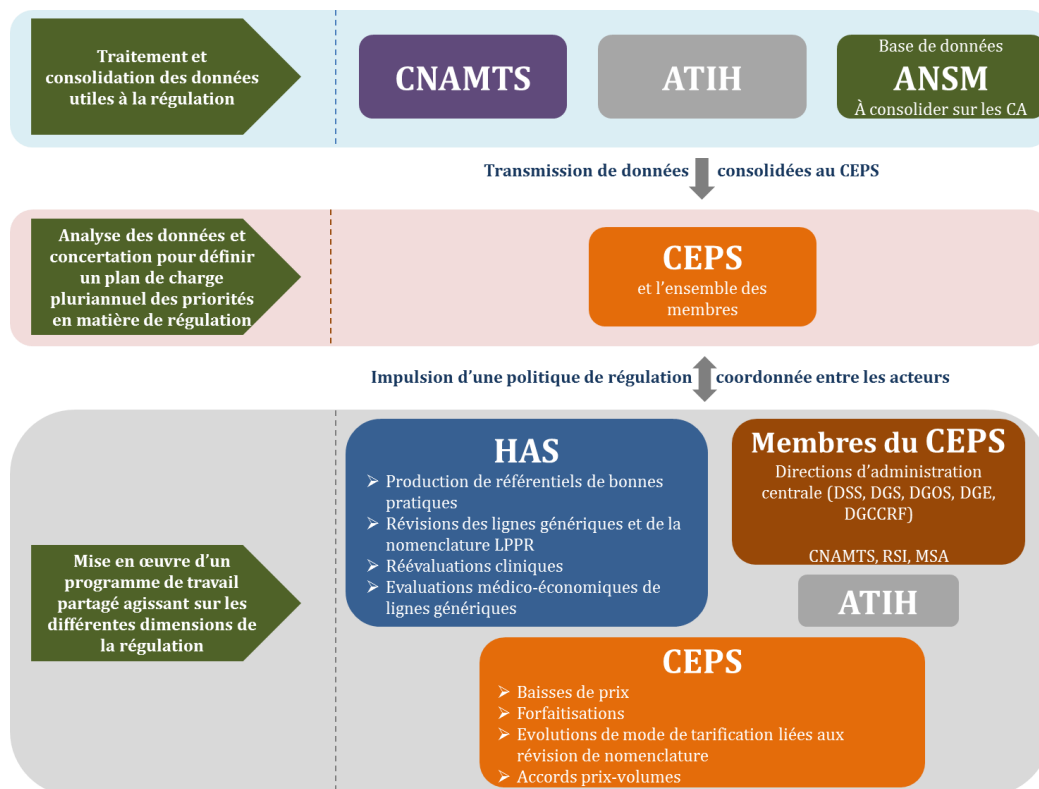 Traitement et
consolidation des données
utiles à la régulation
CNAMTS
ATIH
Base de données
ANSM
À consolider sur les CA
Transmission de données consolidées au CEPS
Analyse des données et
concertation pour définir
un plan de charge
pluriannuel des priorités
en matière de régulation
CEPS
et l’ensemble des
membres
Impulsion d’une politique de régulation coordonnée entre les acteurs
Mise en œuvre d’un
programme de travail
partagé agissant sur les
différentes dimensions de
la régulation
HAS
➢ Production de référentiels de bonnes
pratiques
➢ Révisions des lignes génériques et de la
nomenclature LPPR
➢ Réévaluations cliniques
➢ Evaluations médico-économiques de
lignes génériques
Membres du CEPS
Directions d’administration
centrale (DSS, DGS, DGOS, DGE,
DGCCRF)
CNAMTS, RSI, MSA
ATIH
CEPS
➢ Baisses de prix
➢ Forfaitisations
➢ Evolutions de mode de tarification liées aux
révision de nomenclature
➢ Accords prix-volumes